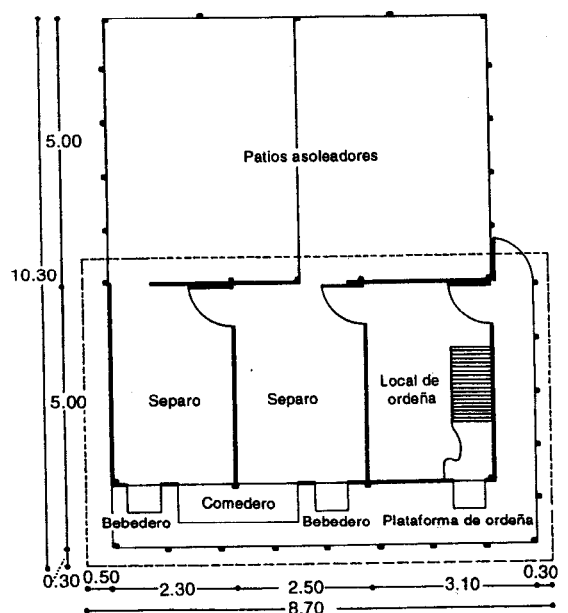 5.00
Patios asoleadores
10.30
5.00
Separo
Separo
Local de
ordeña
Comedero
Bebedero
Bebedero
Plataforma de ordeña
0.30
0.50
0.30
2.30
2.50
3.10
8.70